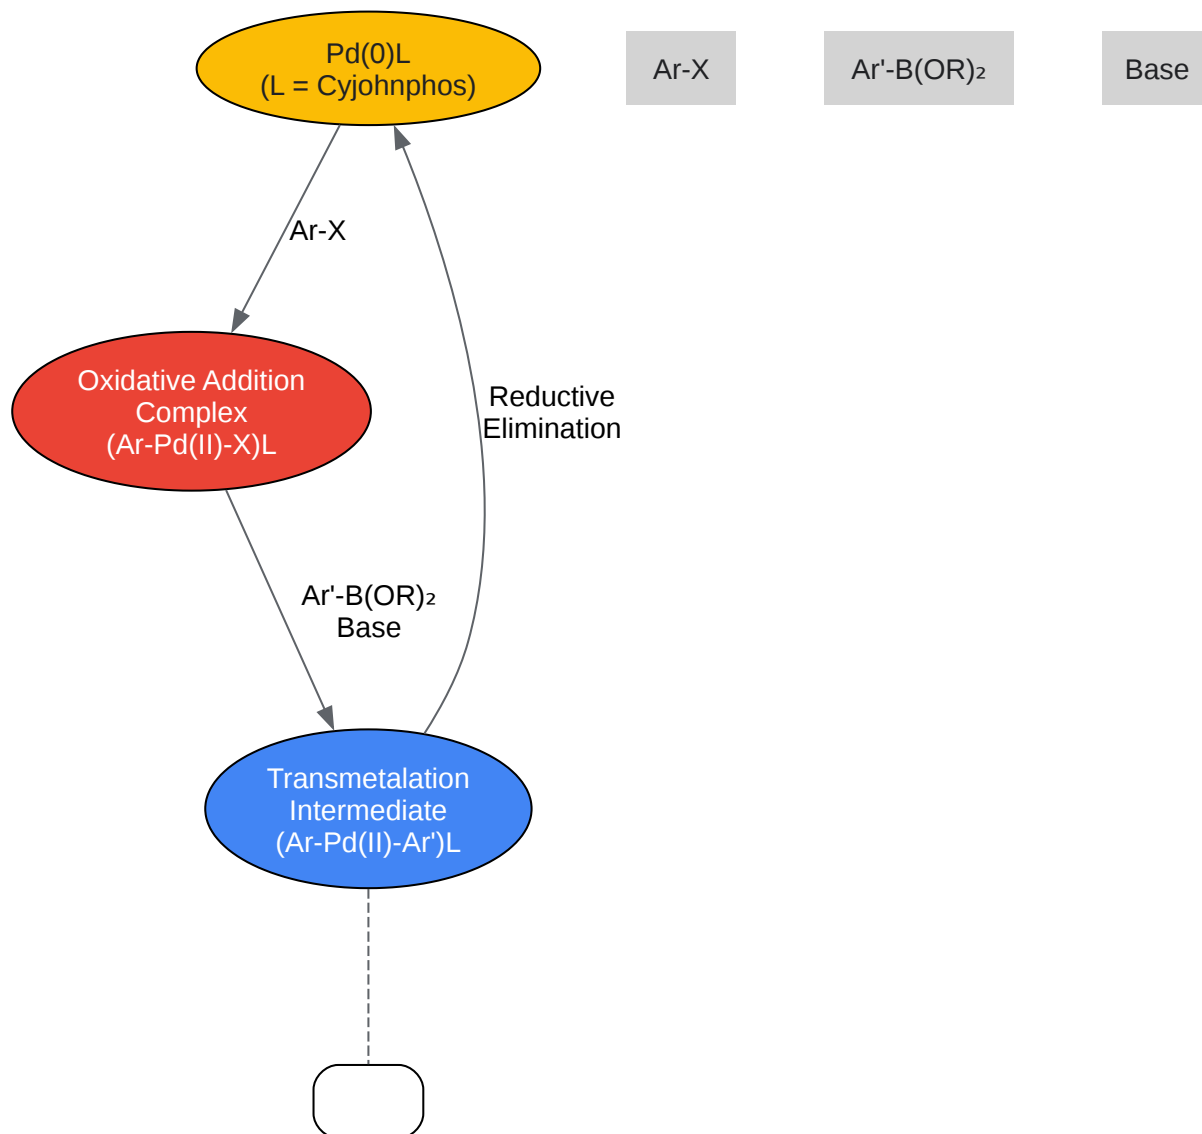 Pd(0)L
(L = Cyjohnphos)
Ar-X
Ar'-B(OR)₂
Base
Ar-X
Oxidative Addition
Complex
(Ar-Pd(II)-X)L
Reductive
Elimination
Ar'-B(OR)₂
Base
Transmetalation
Intermediate
(Ar-Pd(II)-Ar')L